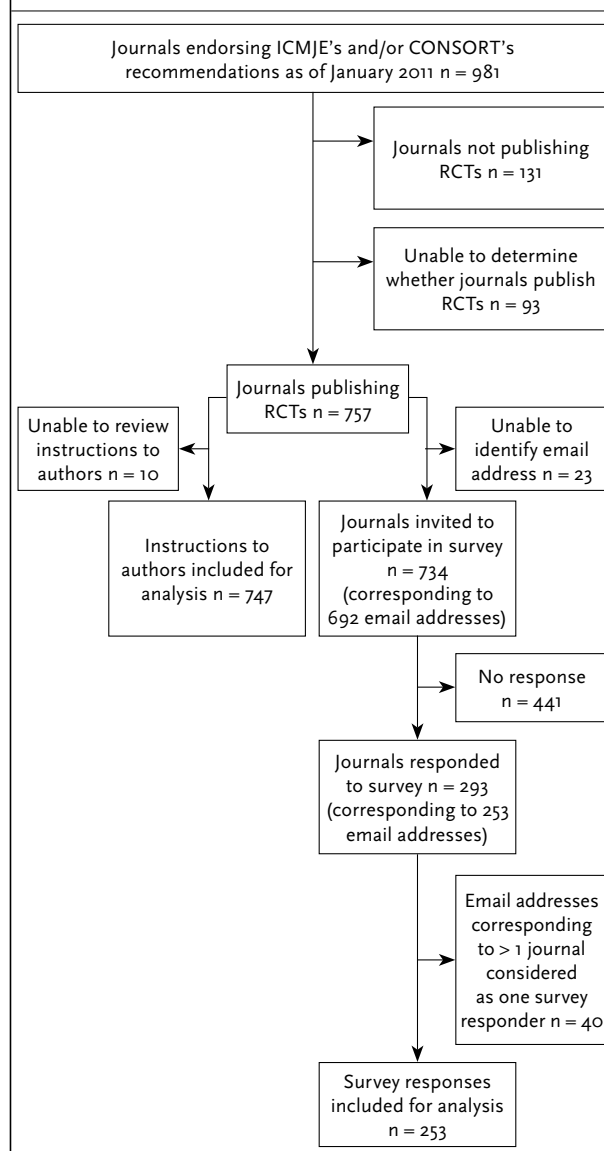 Journals endorsing ICMJE's and/or CONSORT's
recommendations as of January 2011 n = 981
Journals not publishing
RCTs n = 131
Unable to determine
whether journals publish
RCTs n = 93
Journals publishing
RCTs n = 757
Unable to review
instructions to
authors n = 10
Unable to
identify email
address n = 23
Instructions to
authors included for
analysis n = 747
Journals invited to
participate in survey
n = 734
(corresponding to
692 email addresses)
No response
n = 441
Journals responded
to survey n = 293
(corresponding to 253
email addresses)
Email addresses
corresponding
to > 1 journal
considered
as one survey
responder n = 40
Survey responses
included for analysis
n = 253